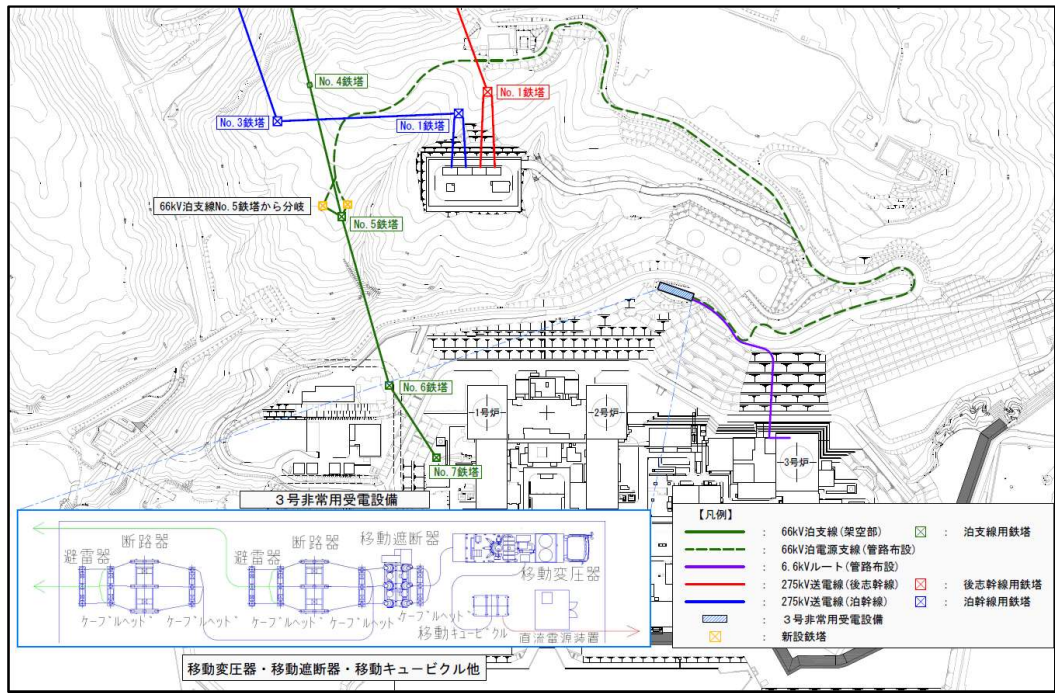 No.4鉄塔
No.1鉄塔
No.3鉄塔
No.1鉄塔
66kV泊支線No.5鉄塔から分岐
No.5鉄塔
No.6鉄塔
1号炉
2号炉
No.7鉄塔
3号炉
3号非常用受電設備
避雷器
断路器
避雷器
断路器
移動遮断器
移動変圧器
ケーブルヘッド
ケーブルヘッド
ケーブルヘッド
ケーブルヘッド
移動キュービクル
直流電源装置
移動変圧器・移動遮断器・移動キュービクル他
【凡例】
: 66kV泊支線(架空部) : 泊支線用鉄塔
: 66kV泊電源支線(管路布設)
: 6.6kVルート(管路布設)
: 275kV送電線(後志幹線) : 後志幹線用鉄塔
: 275kV送電線(泊幹線) : 泊幹線用鉄塔
: 3号非常用受電設備
: 新設鉄塔